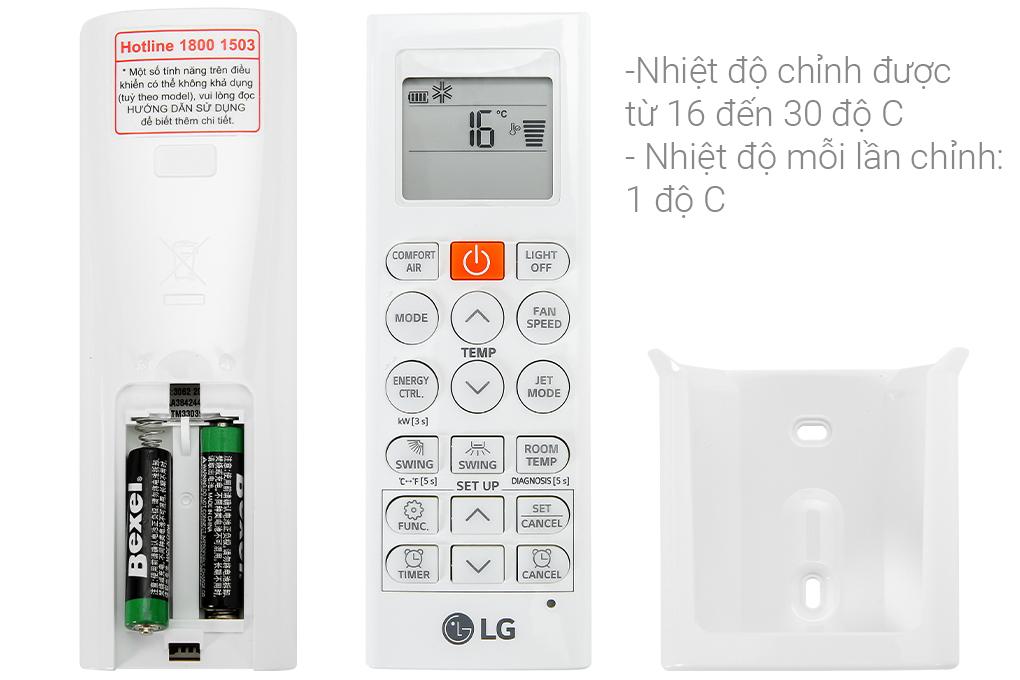 Hotline 1800 1503
* Một số tính năng trên điều
khiển có thể không khả dụng
(tuỳ theo model), vui lòng đọc
HƯỚNG DẪN SỬ DỤNG
để biết thêm chi tiết.
16 °C
-Nhiệt độ chỉnh được
từ 16 đến 30 độ C
- Nhiệt độ mỗi lần chỉnh:
1 độ C
COMFORT
AIR
LIGHT
OFF
MODE
FAN
SPEED
TEMP
ENERGY
CTRL.
JET
MODE
kW [3 s]
SWING
SWING
ROOM
TEMP
°C↔°F [5 s]
SET UP
DIAGNOSIS [5 s]
FUNC.
SET
CANCEL
TIMER
CANCEL
LG
Bexel